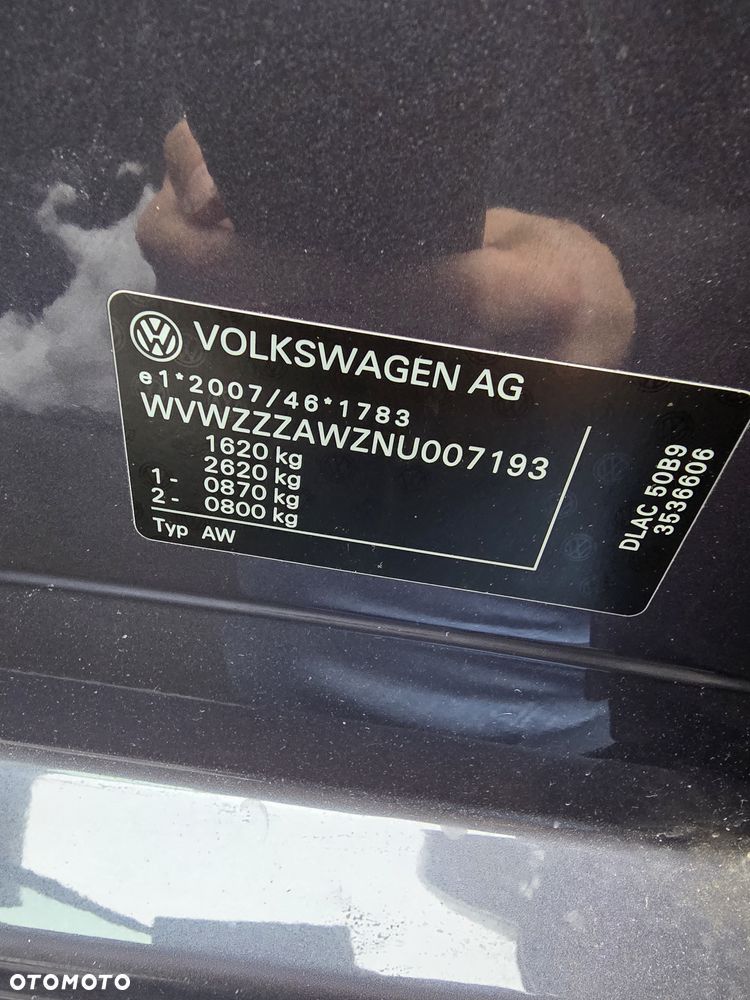 VOLKSWAGEN AG
e1*2007/46*1783
WVWZZZAWZNU007193
1620 kg
2620 kg
1- 0870 kg
2- 0800 kg
Typ AW
DLAC 50B9
3536606
OTOMOTO